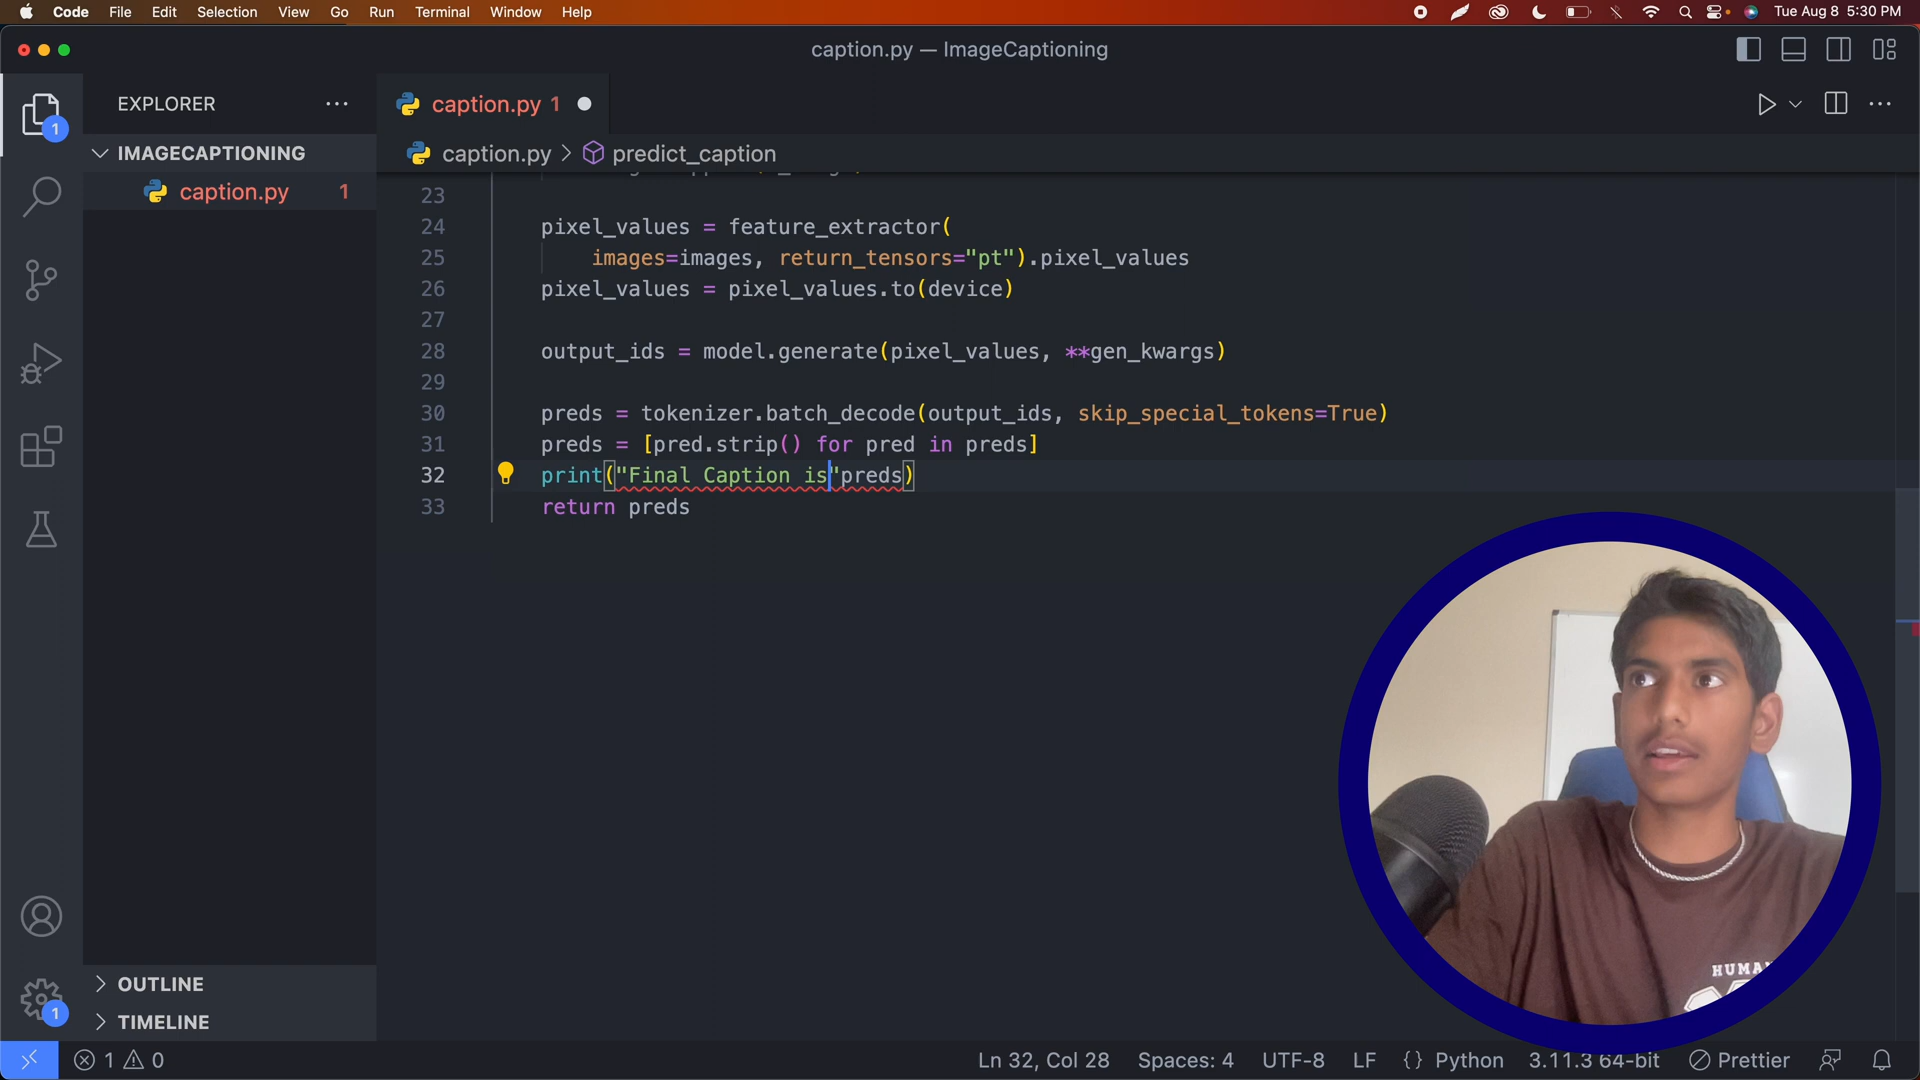 Code File Edit Selection View Go Run Terminal Window Help Tue Aug 8 5:30 PM
caption.py — ImageCaptioning
EXPLORER
caption.py 1
IMAGECAPTIONING
caption.py > predict_caption
caption.py 1
23
24 pixel_values = feature_extractor(
25 images=images, return_tensors="pt").pixel_values
26 pixel_values = pixel_values.to(device)
27
28 output_ids = model.generate(pixel_values, **gen_kwargs)
29
30 preds = tokenizer.batch_decode(output_ids, skip_special_tokens=True)
31 preds = [pred.strip() for pred in preds]
32 print("Final Caption is"preds)
33 return preds
1
HUMA
OUTLINE
TIMELINE
1
1 0 Ln 32, Col 28 Spaces: 4 UTF-8 LF {} Python 3.11.3 64-bit Prettier